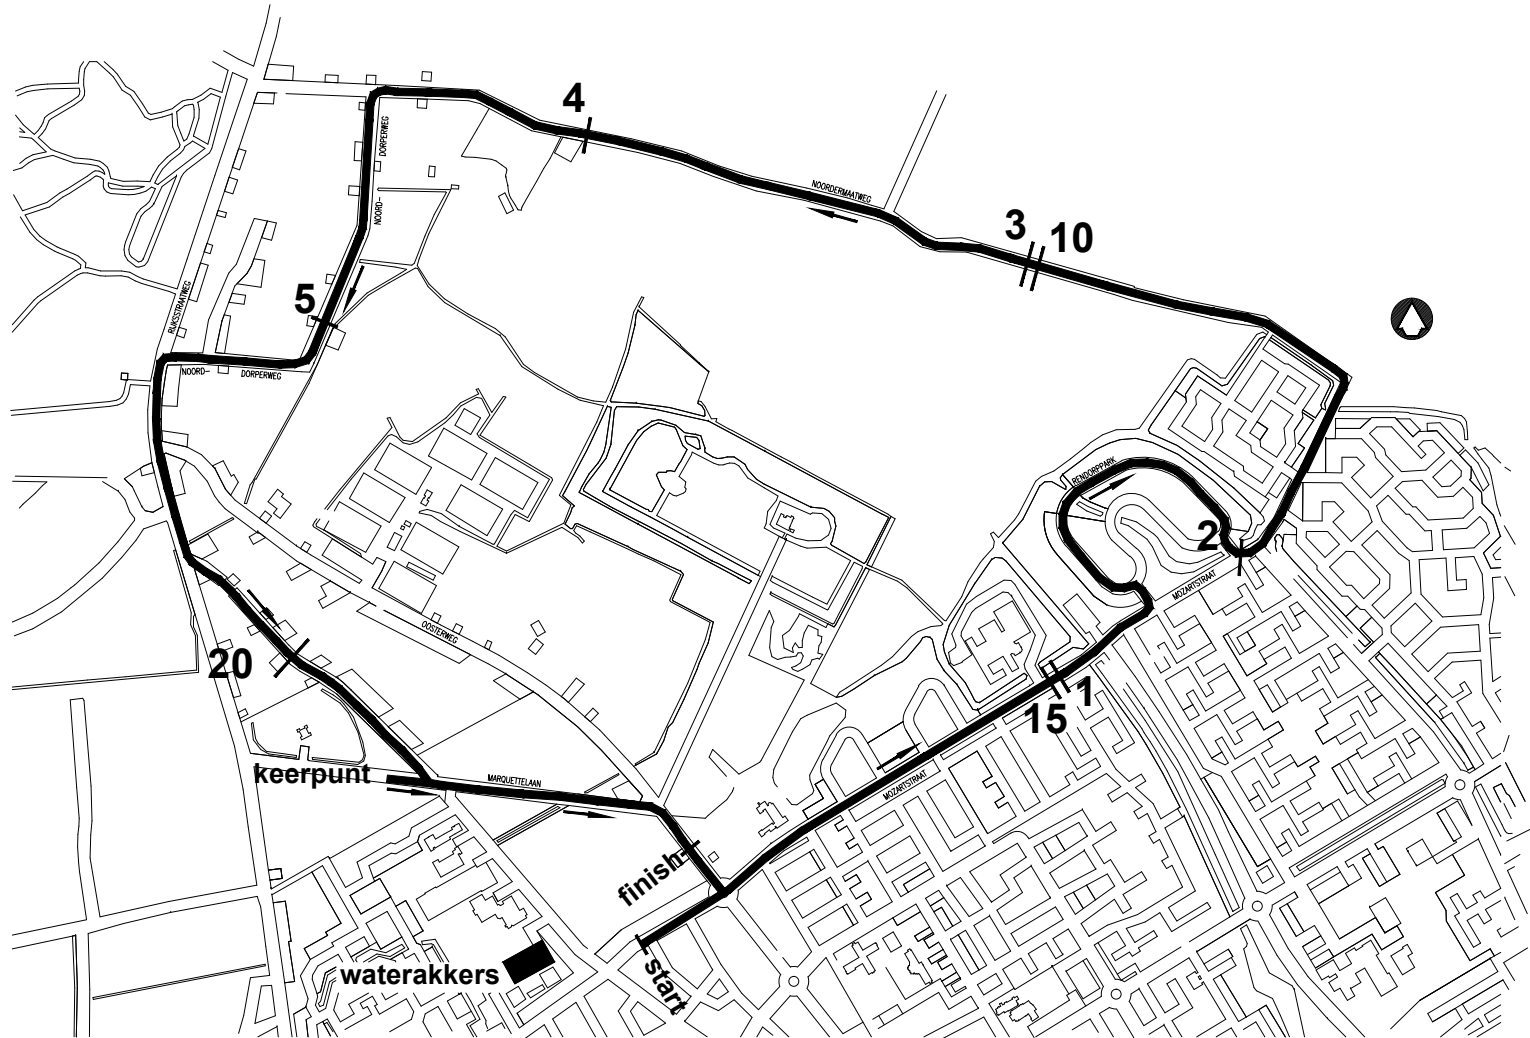 4
DORPERWEG
NOORD-
NOORDERMAATWEG
3
10
5
RIJKSSTRAATWEG
NOORD-
DORPERWEG
RENDORPPARK
2
MOZARTSTRAAT
OOSTERWEG
20
1
15
keerpunt
MARQUETTELAAN
MOZARTSTRAAT
finish
waterakkers
start